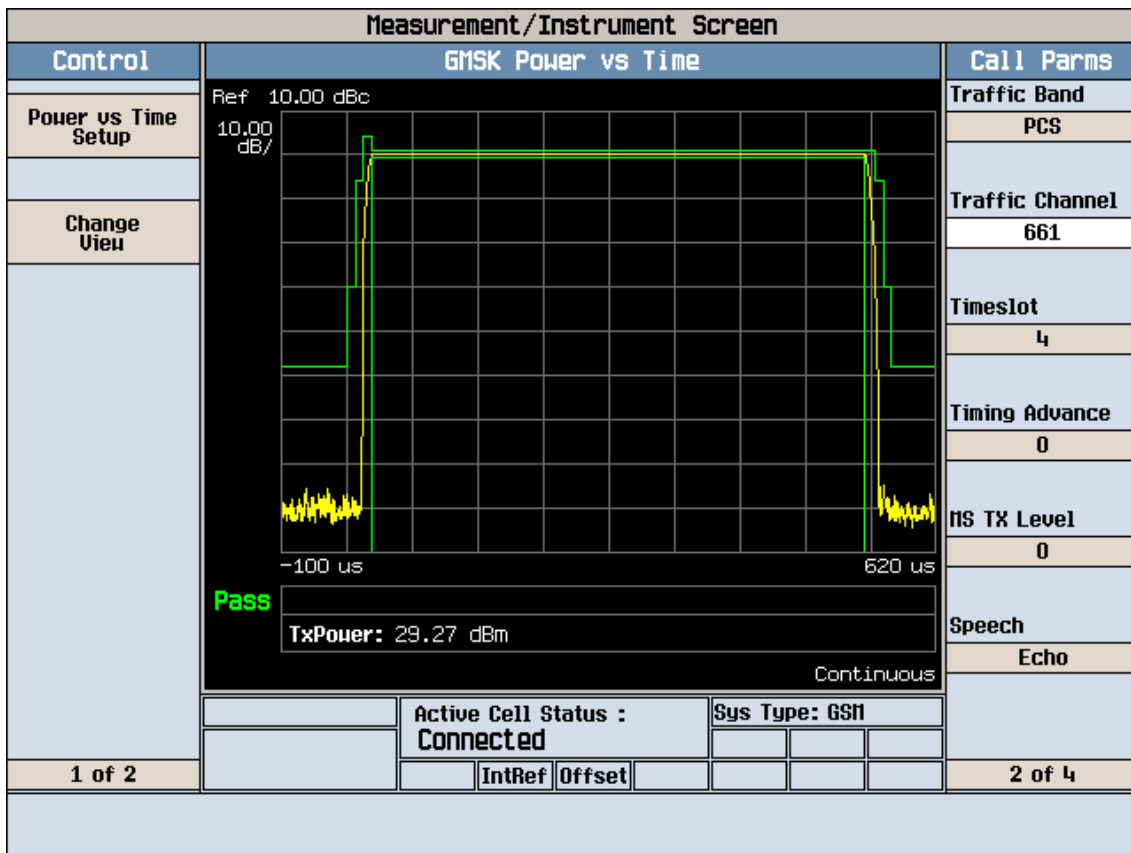 Measurement/Instrument Screen
Control
Power vs Time
Setup
Change
View
1 of 2
GMSK Power vs Time
Ref 10.00 dBc
10.00
dB/
-100 us
620 us
Pass
TxPower: 29.27 dBm
Continuous
Active Cell Status :
Connected
Sys Type: GSM
IntRef
Offset
Call Parms
Traffic Band
PCS
Traffic Channel
661
Timeslot
4
Timing Advance
0
MS TX Level
0
Speech
Echo
2 of 4